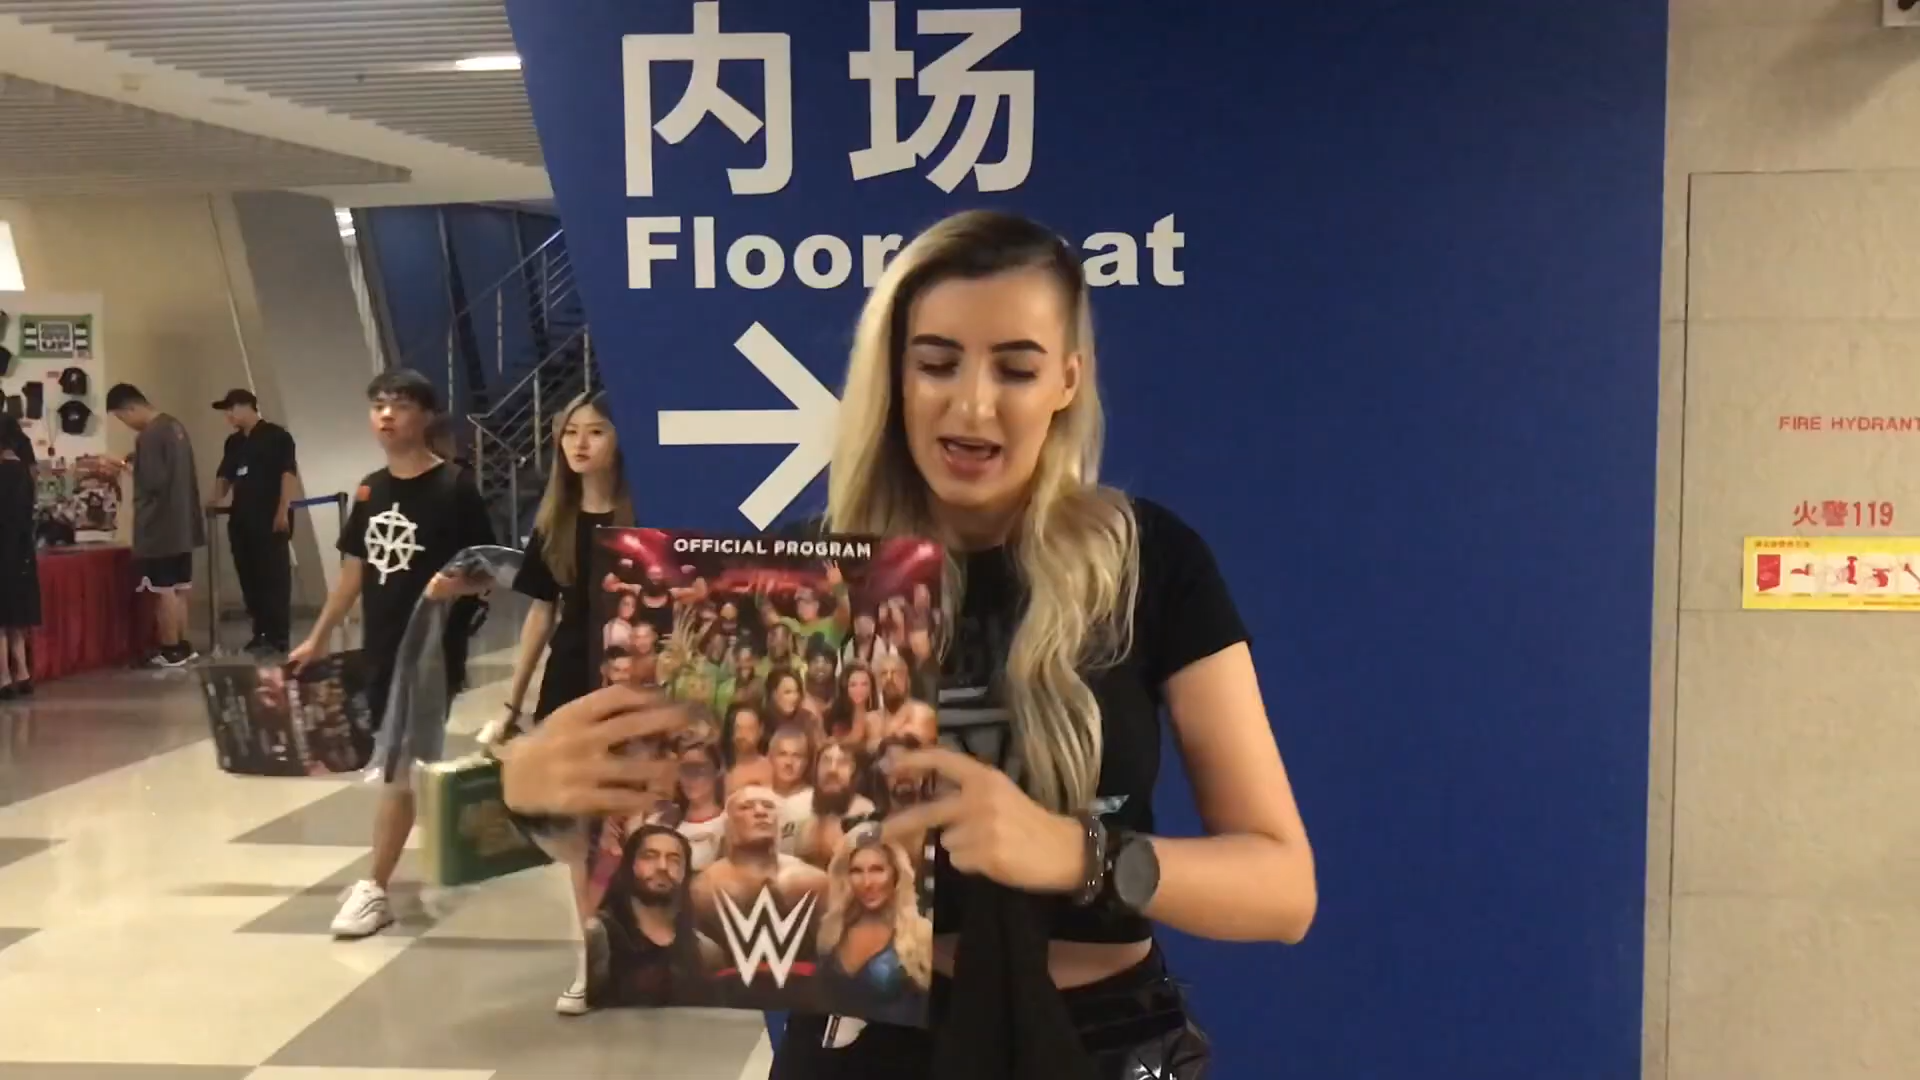 内场
Floor at
FIRE HYDRANT
火警119
OFFICIAL PROGRAM
W